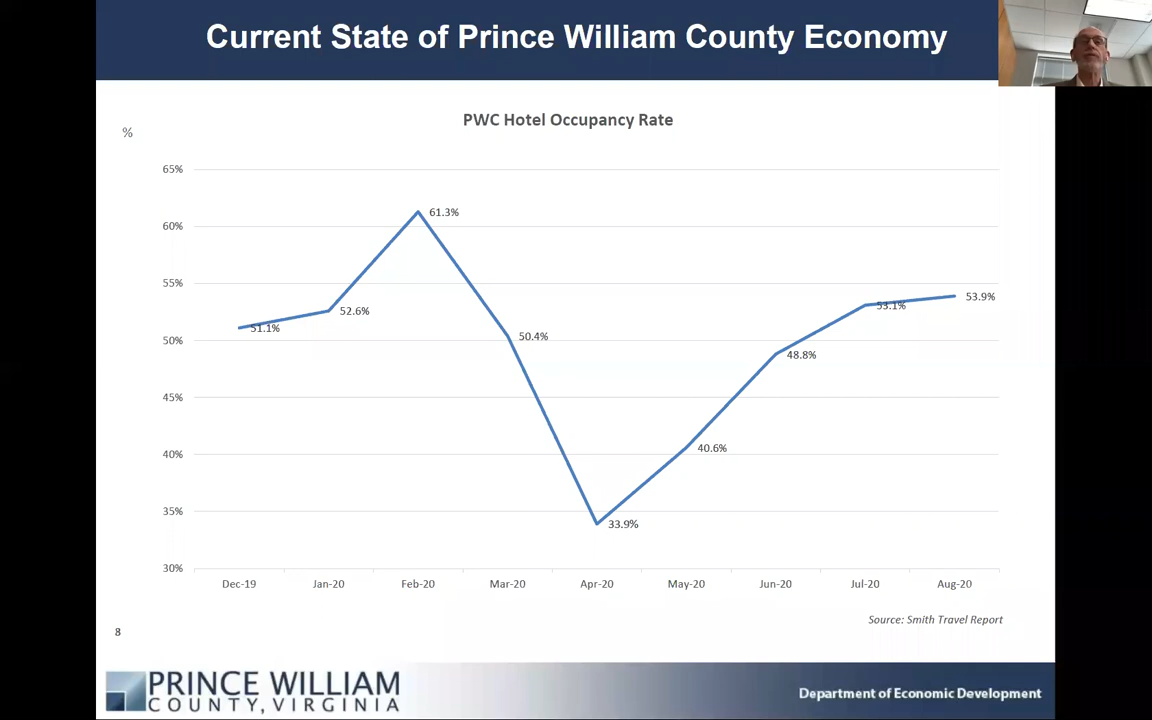 Current State of Prince William County Economy
PWC Hotel Occupancy Rate
%
65%
60%
55%
50%
45%
40%
35%
30%
51.1%
52.6%
61.3%
50.4%
33.9%
40.6%
48.8%
53.1%
53.9%
Dec-19 Jan-20 Feb-20 Mar-20 Apr-20 May-20 Jun-20 Jul-20 Aug-20
Source: Smith Travel Report
8
PRINCE WILLIAM
COUNTY, VIRGINIA
Department of Economic Development